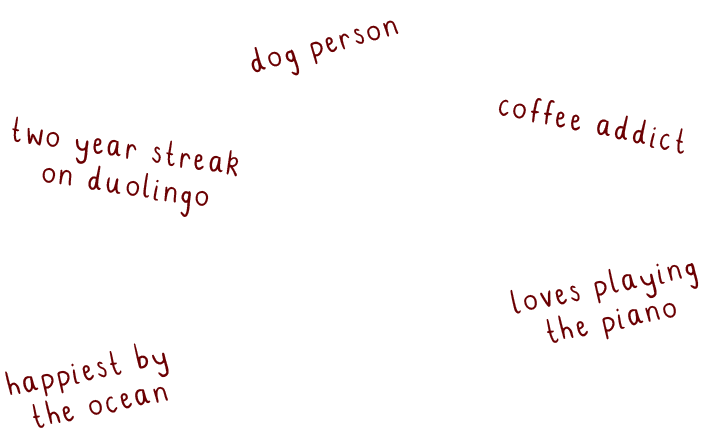 dog person
coffee addict
two year streak
on duolingo
loves playing
the piano
happiest by
the ocean